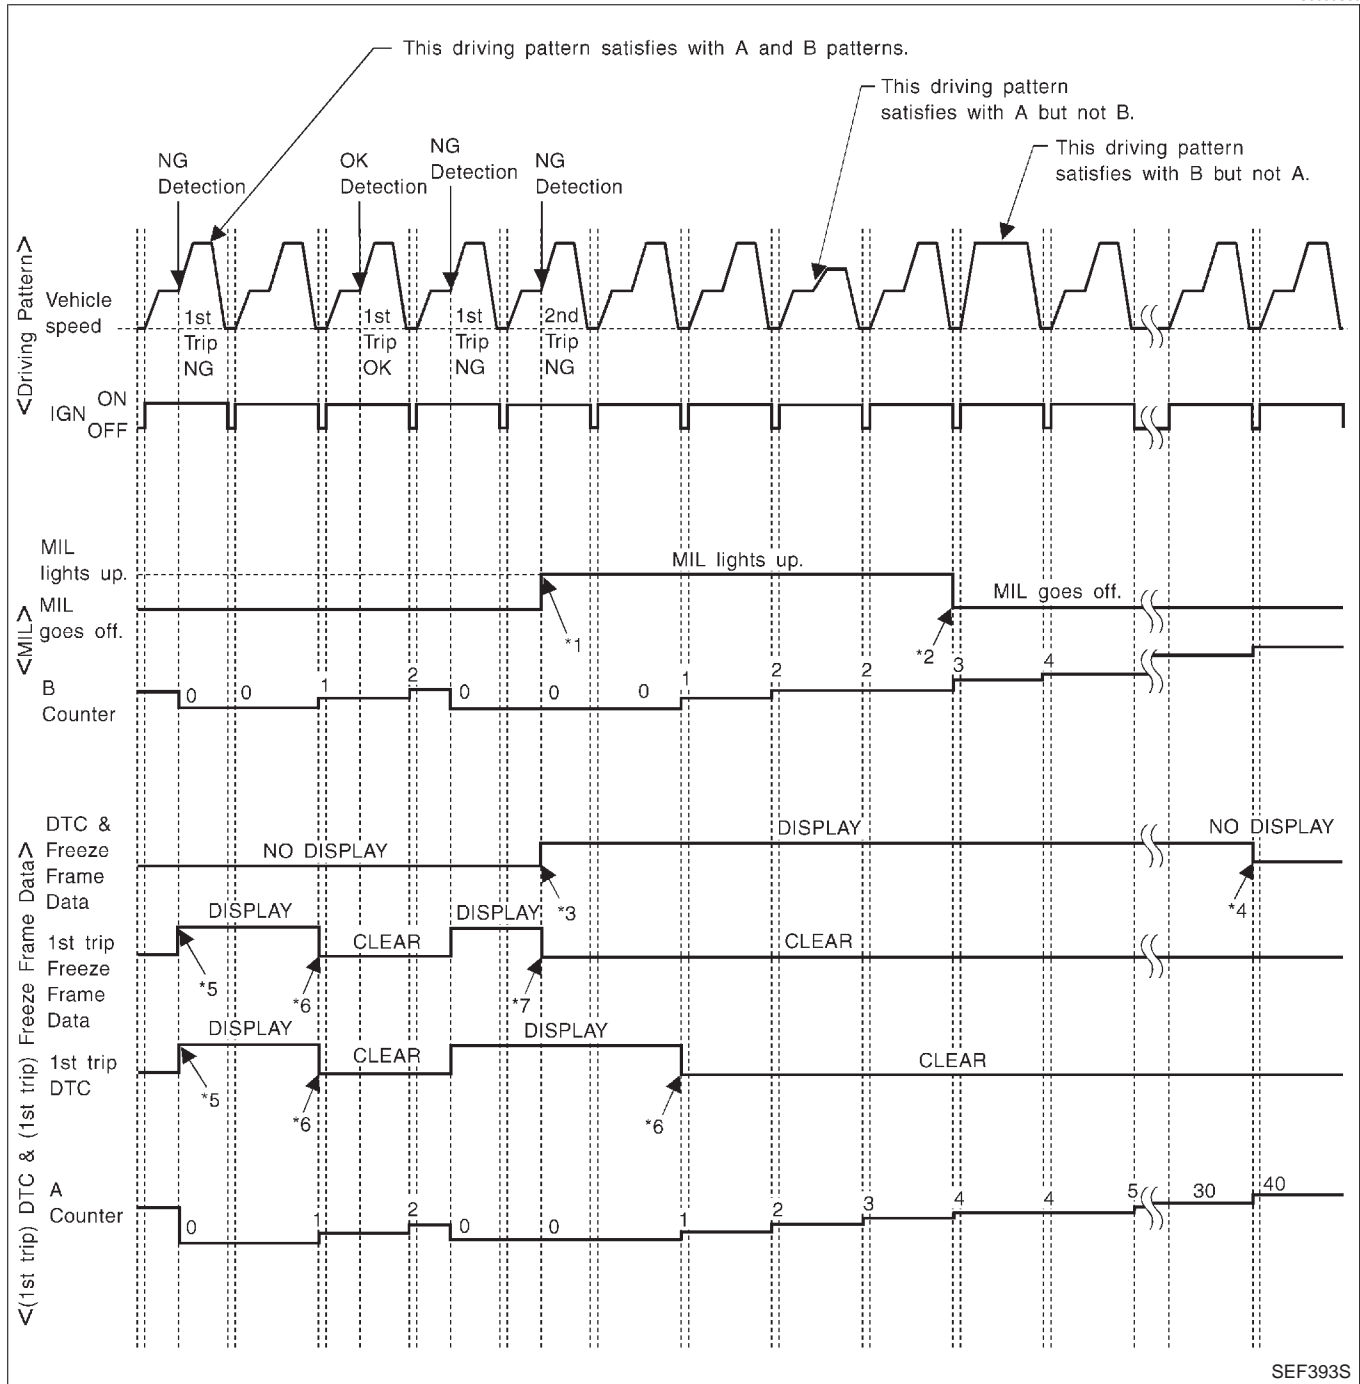 This driving pattern satisfies with A and B patterns.
This driving pattern
satisfies with A but not B.
This driving pattern
satisfies with B but not A.
NG
Detection
OK
Detection
NG
Detection
NG
Detection
<Driving Pattern>
Vehicle
speed
1st
Trip
NG
1st
Trip
OK
1st
Trip
NG
2nd
Trip
NG
IGN
ON
OFF
<MIL>
MIL
lights up.
MIL lights up.
MIL
goes off.
MIL goes off.
*1
*2
B
Counter
0 0 1 2 0 0 0 1 2 2 3 4
<(1st trip) DTC & (1st trip) Freeze Frame Data>
DTC &
Freeze
Frame
Data
NO DISPLAY
DISPLAY
NO DISPLAY
*3
*4
1st trip
Freeze
Frame
Data
DISPLAY
CLEAR
DISPLAY
CLEAR
*5
*6
*7
1st trip
DTC
DISPLAY
CLEAR
DISPLAY
CLEAR
*5
*6
*6
A
Counter
0 1 2 0 0 1 2 3 4 4 5 30 40
SEF393S